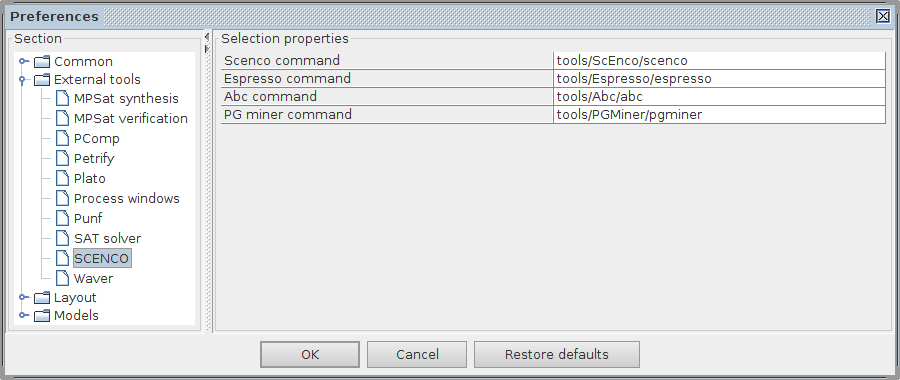 Preferences
Section
Common
External tools
MPSat synthesis
MPSat verification
PComp
Petrify
Plato
Process windows
Punf
SAT solver
SCENCO
Waver
Layout
Models
Selection properties
Scenco command tools/ScEnco/scenco
Espresso command tools/Espresso/espresso
Abc command tools/Abc/abc
PG miner command tools/PGMiner/pgminer
OK Cancel Restore defaults